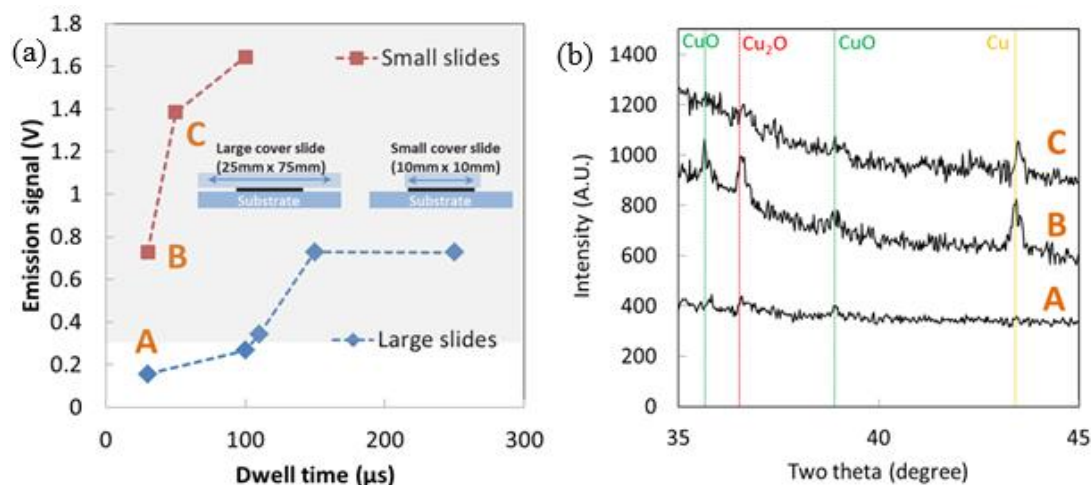 (a)
1.8
1.6
1.4
1.2
1
0.8
0.6
0.4
0.2
0
Emission signal (V)
0 100 200 300
Dwell time (µs)
Small slides
Large slides
A
B
C
Large cover slide
(25mm x 75mm)
Substrate
Small cover slide
(10mm x 10mm)
Substrate
(b)
1400
1200
1000
800
600
400
200
0
Intensity (A.U.)
35 40 45
Two theta (degree)
CuO Cu₂O CuO Cu
C
B
A